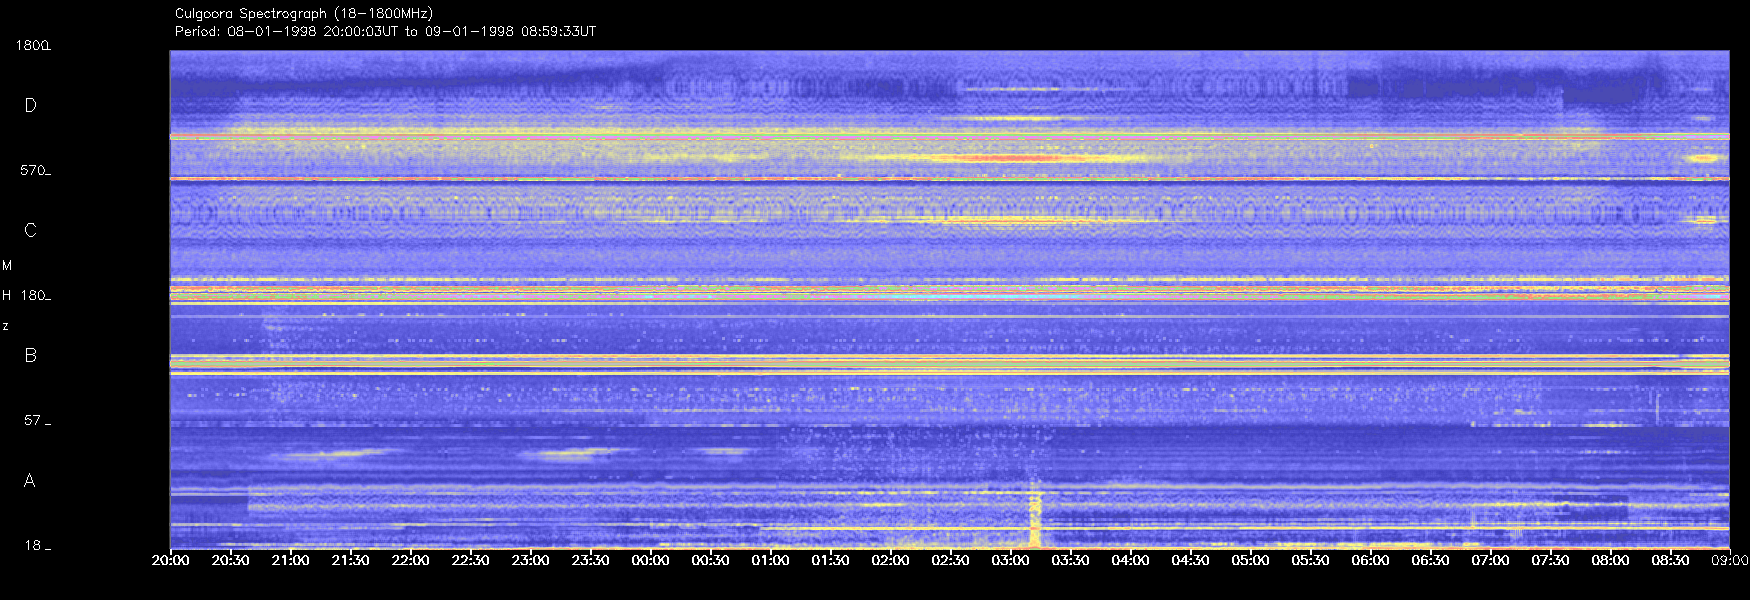 Culgoora Spectrograph (18-1800MHz)
Period: 08-01-1998 20:00:03UT to 09-01-1998 08:59:33UT
1800
D
570
C
M
H 180
z
B
57
A
18
20:00 20:30 21:00 21:30 22:00 22:30 23:00 23:30 00:00 00:30 01:00 01:30 02:00 02:30 03:00 03:30 04:00 04:30 05:00 05:30 06:00 06:30 07:00 07:30 08:00 08:30 09:00